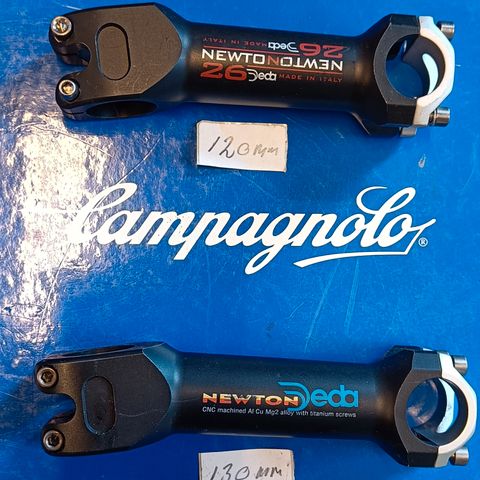 26 Deda MADE IN ITALY
NEWTON
NEWTON
26 Deda MADE IN ITALY
120 mm
Campagnolo®
NEWTON Deda
CNC machined Al Cu Mg2 alloy with titanium screws
130 mm